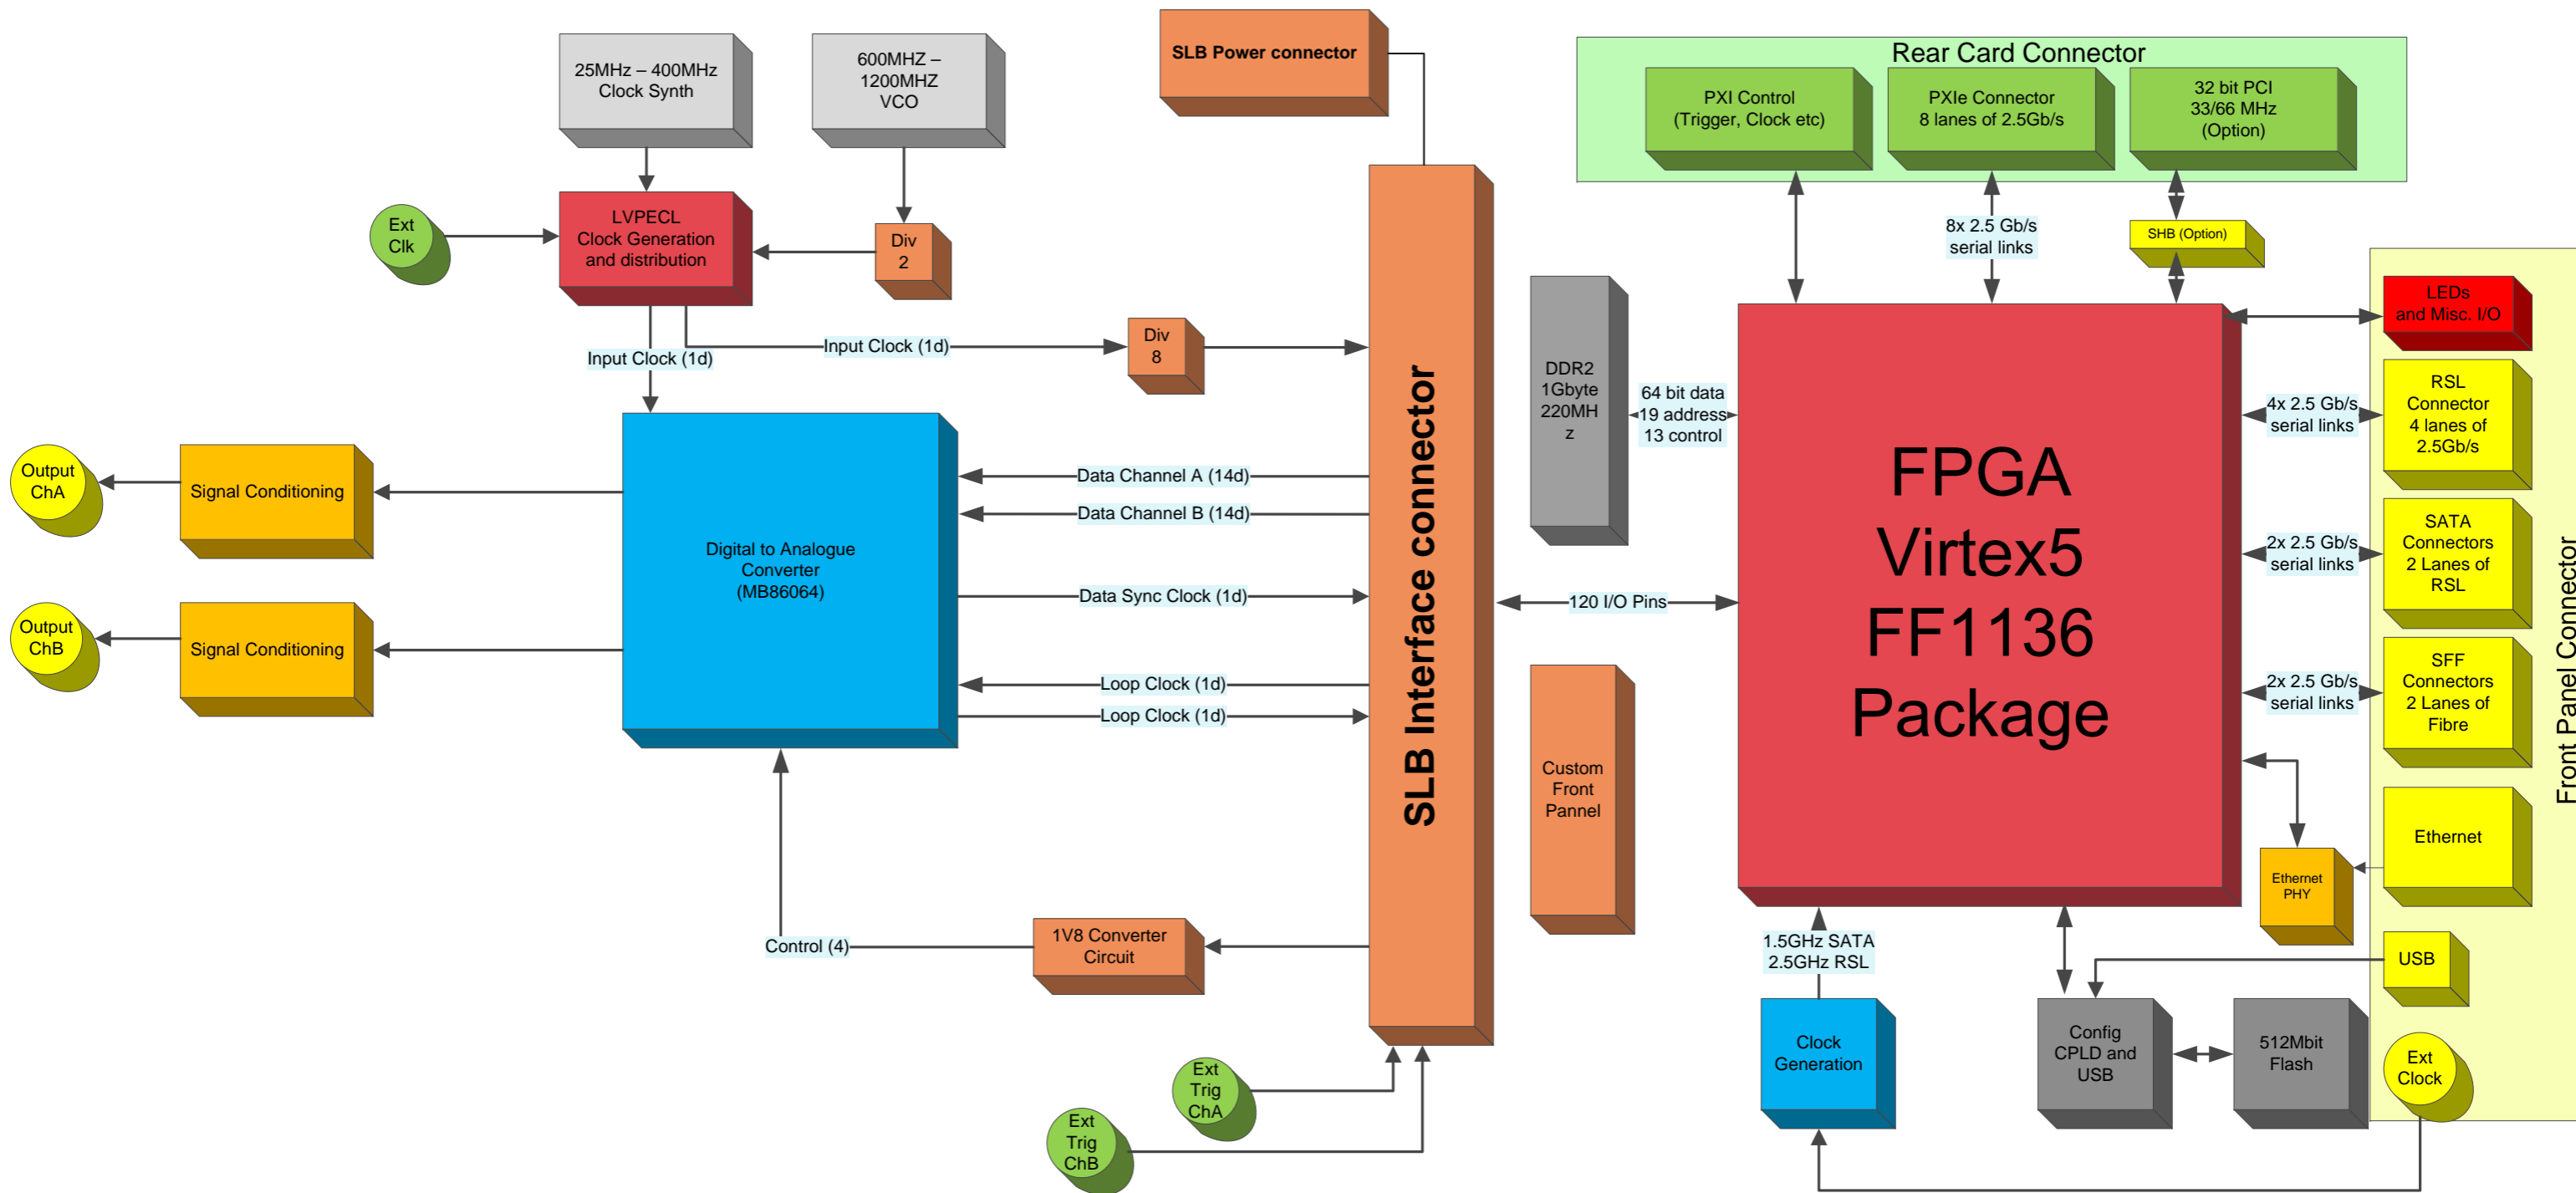 25MHz – 400MHz
Clock Synth
600MHZ –
1200MHZ
VCO
SLB Power connector
Rear Card Connector
PXI Control
(Trigger, Clock etc)
PXIe Connector
8 lanes of 2.5Gb/s
32 bit PCI
33/66 MHz
(Option)
Ext
Clk
LVPECL
Clock Generation
and distribution
Div
2
8x 2.5 Gb/s
serial links
SHB (Option)
Input Clock (1d)
Input Clock (1d)
Div
8
SLB Interface connector
DDR2
1Gbyte
220MH
z
64 bit data
19 address
13 control
FPGA
Virtex5
FF1136
Package
LEDs
and Misc. I/O
4x 2.5 Gb/s
serial links
RSL
Connector
4 lanes of
2.5Gb/s
Output
ChA
Signal Conditioning
Digital to Analogue
Converter
(MB86064)
Data Channel A (14d)
Data Channel B (14d)
Data Sync Clock (1d)
Loop Clock (1d)
Loop Clock (1d)
Output
ChB
Signal Conditioning
120 I/O Pins
2x 2.5 Gb/s
serial links
SATA
Connectors
2 Lanes of
RSL
2x 2.5 Gb/s
serial links
SFF
Connectors
2 Lanes of
Fibre
Front Panel Connector
Custom
Front
Pannel
Ethernet
Ethernet
PHY
Control (4)
1V8 Converter
Circuit
1.5GHz SATA
2.5GHz RSL
USB
Clock
Generation
Config
CPLD and
USB
512Mbit
Flash
Ext
Clock
Ext
Trig
ChA
Ext
Trig
ChB